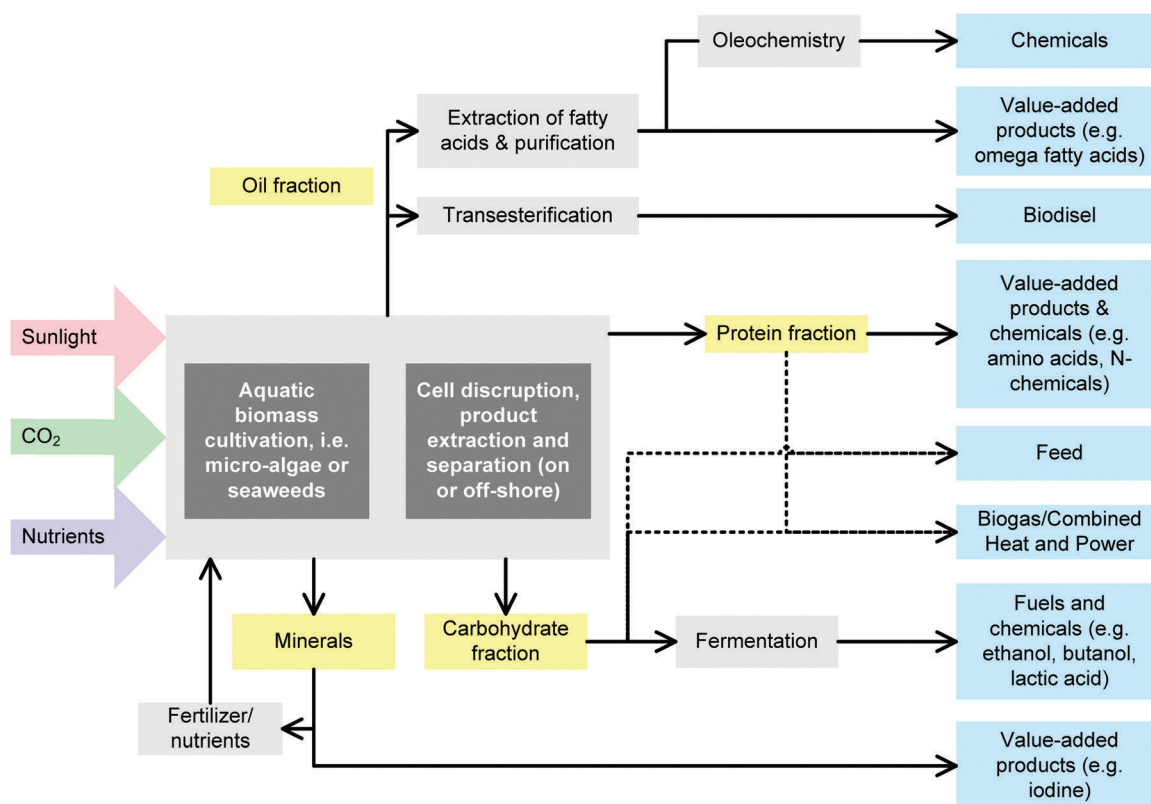 Oleochemistry
Chemicals
Extraction of fatty
acids & purification
Value-added
products (e.g.
omega fatty acids)
Oil fraction
Transesterification
Biodisel
Sunlight
CO₂
Nutrients
Aquatic
biomass
cultivation, i.e.
micro-algae or
seaweeds
Cell discruption,
product
extraction and
separation (on
or off-shore)
Protein fraction
Value-added
products &
chemicals (e.g.
amino acids, N-
chemicals)
Feed
Biogas/Combined
Heat and Power
Minerals
Carbohydrate
fraction
Fermentation
Fuels and
chemicals (e.g.
ethanol, butanol,
lactic acid)
Fertilizer/
nutrients
Value-added
products (e.g.
iodine)